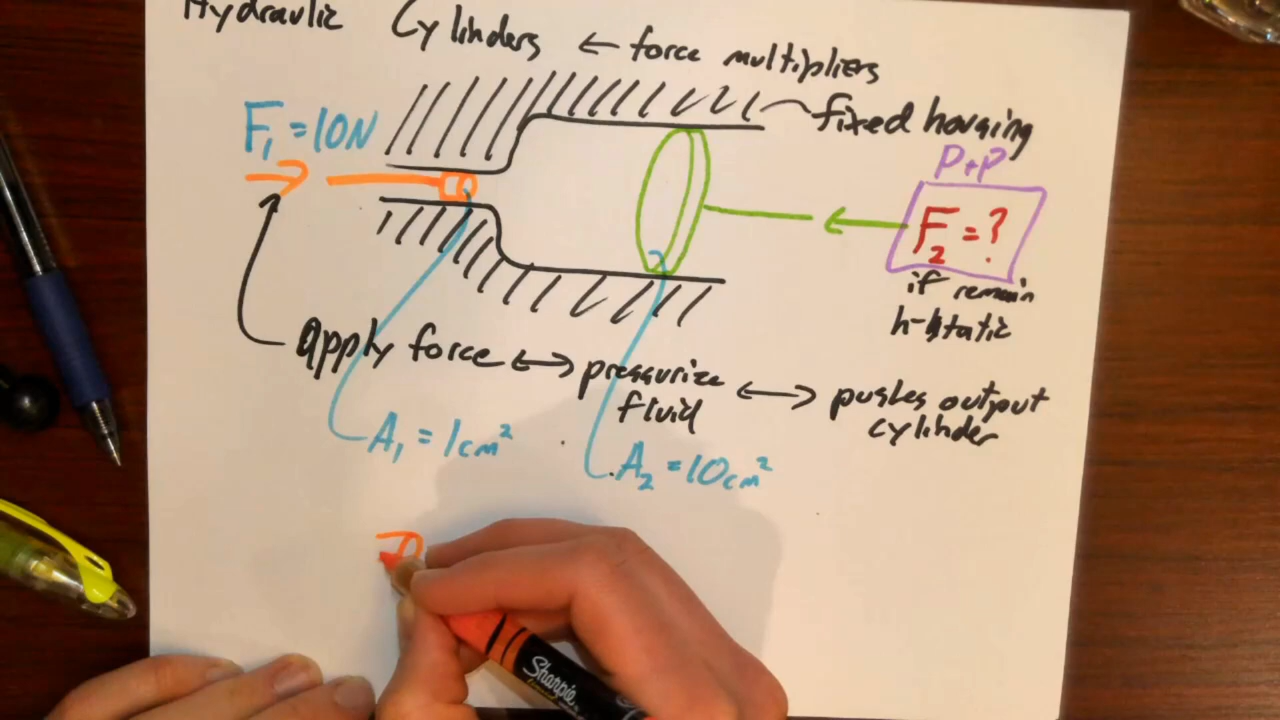 Hydraulic Cylinders ← force multipliers
fixed housing
F₁ = 10N
P+P
F₂ = ?
if remain
h-static
apply force ↔ pressurize fluid ↔ pushes output cylinder
A₁ = 1cm²
A₂ = 10cm²
Sharpie